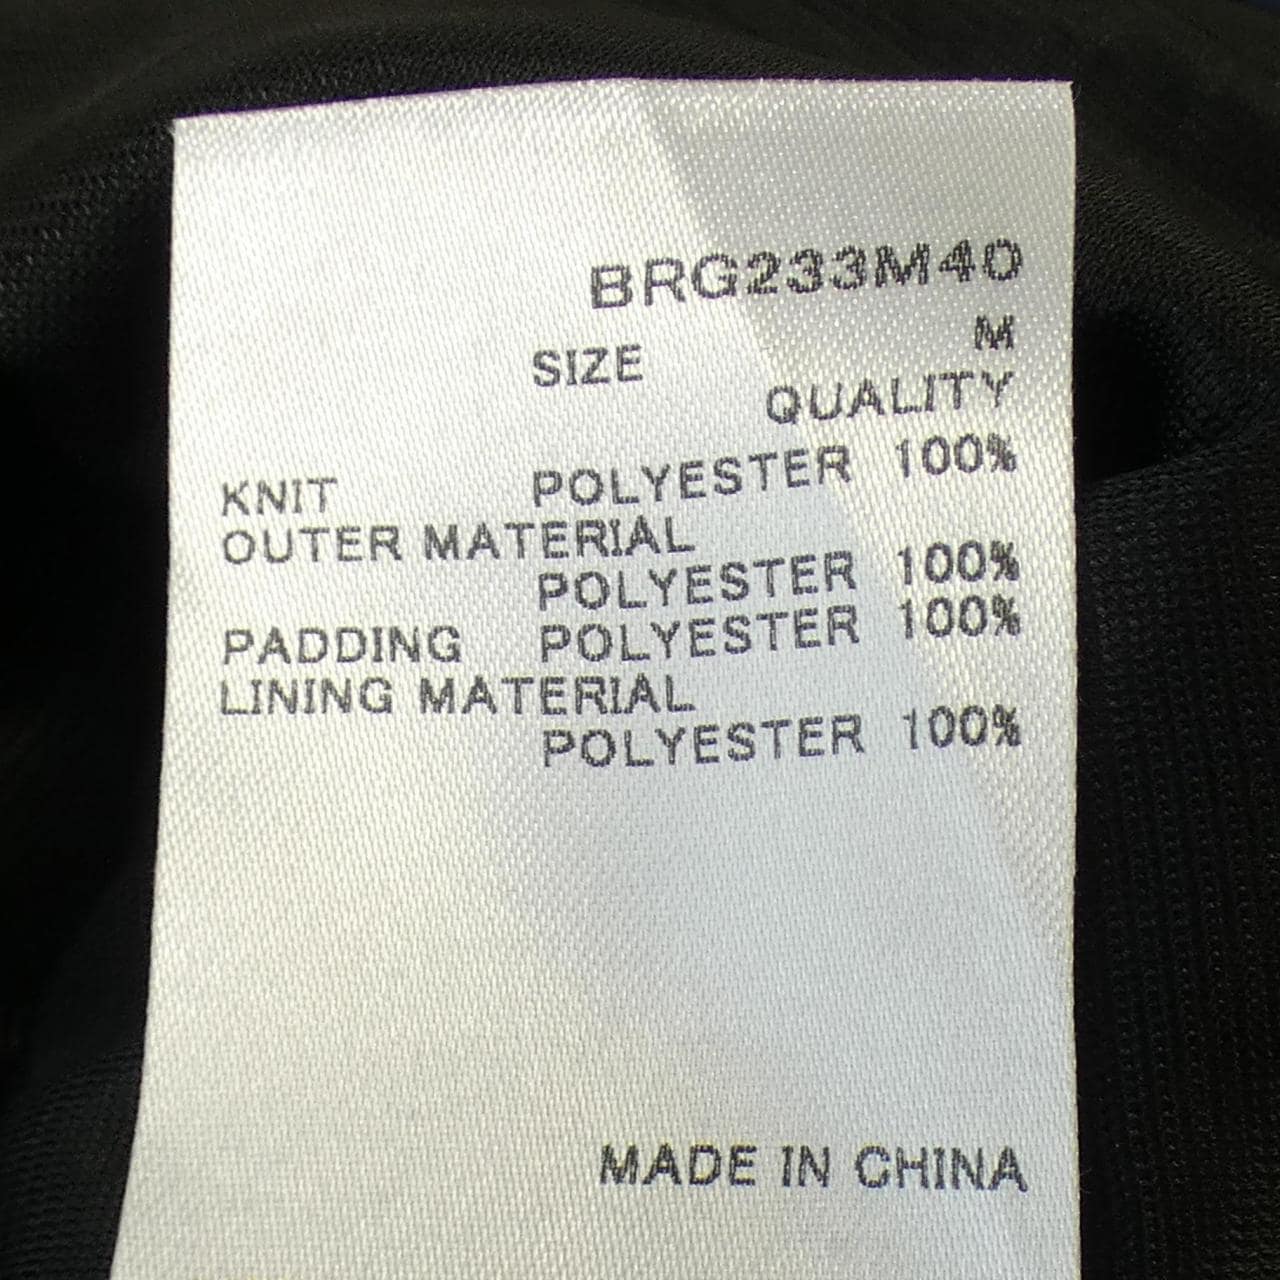 BRG233M40
SIZE M
QUALITY
KNIT POLYESTER 100%
OUTER MATERIAL
POLYESTER 100%
PADDING POLYESTER 100%
LINING MATERIAL
POLYESTER 100%
MADE IN CHINA